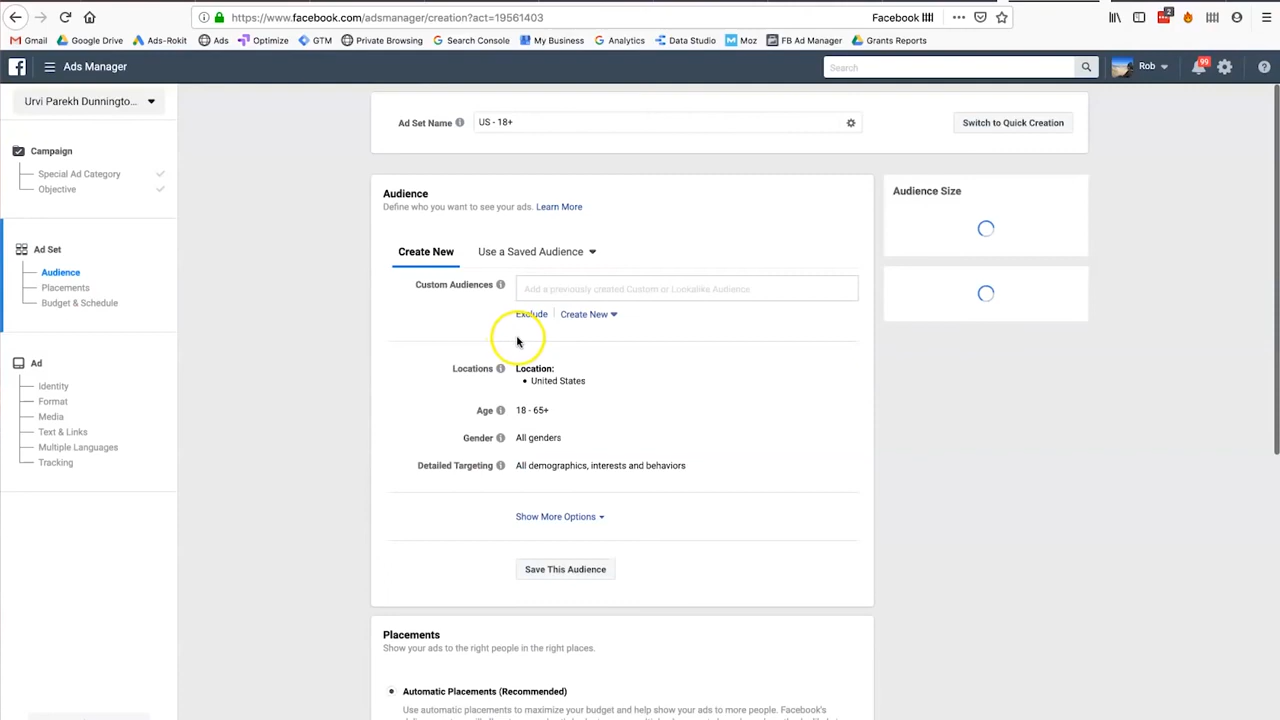 https://www.facebook.com/adsmanager/creation?act=19561403
Facebook
Gmail Google Drive Ads-Rokit Ads Optimize GTM Private Browsing Search Console My Business Analytics Data Studio Moz FB Ad Manager Grants Reports
Ads Manager
Search
Rob
99
Urvi Parekh Dunningto...
Campaign
Special Ad Category
Objective
Ad Set
Audience
Placements
Budget & Schedule
Ad
Identity
Format
Media
Text & Links
Multiple Languages
Tracking
Ad Set Name US - 18+
Switch to Quick Creation
Audience
Define who you want to see your ads. Learn More
Create New Use a Saved Audience
Custom Audiences Add a previously created Custom or Lookalike Audience
Exclude Create New
Locations Location:
• United States
Age 18 - 65+
Gender All genders
Detailed Targeting All demographics, interests and behaviors
Show More Options
Save This Audience
Audience Size
Placements
Show your ads to the right people in the right places.
Automatic Placements (Recommended)
Use automatic placements to maximize your budget and help show your ads to more people. Facebook's